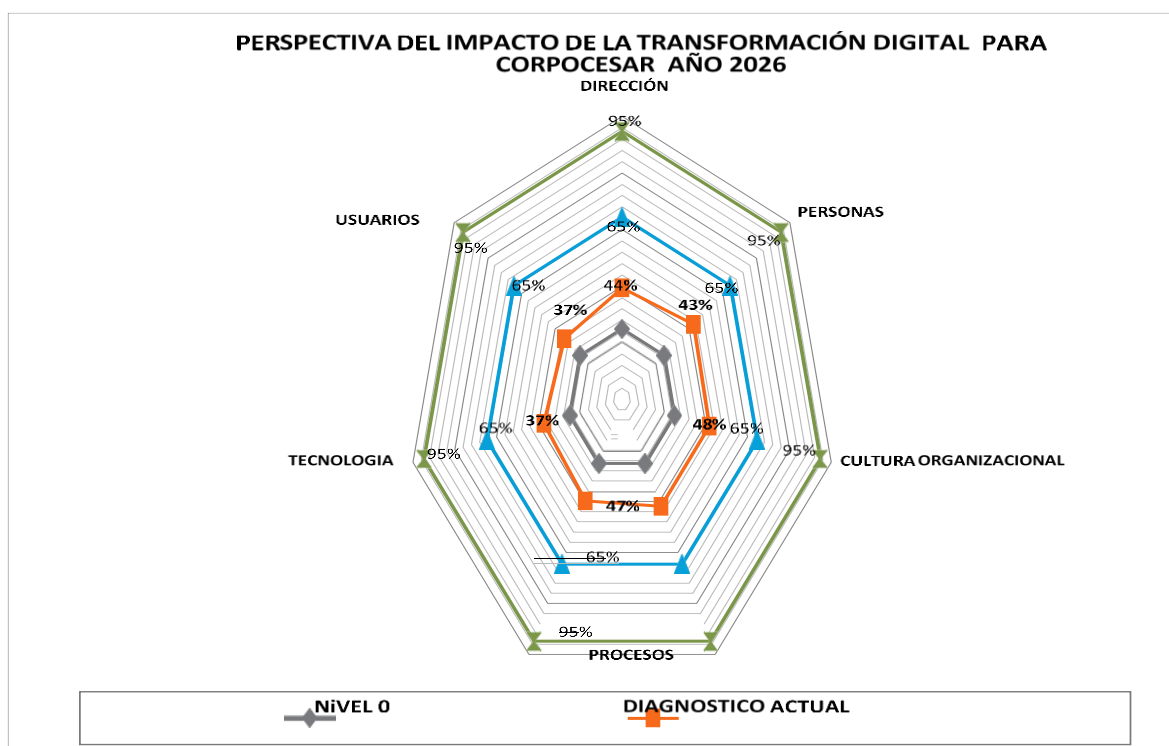 PERSPECTIVA DEL IMPACTO DE LA TRANSFORMACIÓN DIGITAL PARA
CORPOCESAR AÑO 2026
DIRECCIÓN
95%
USUARIOS
PERSONAS
95%
65%
95%
65%
44%
65%
37%
43%
37%
65%
48%
65%
TECNOLOGIA
95%
95%
CULTURA ORGANIZACIONAL
47%
65%
95%
PROCESOS
NiVEL 0
DIAGNOSTICO ACTUAL